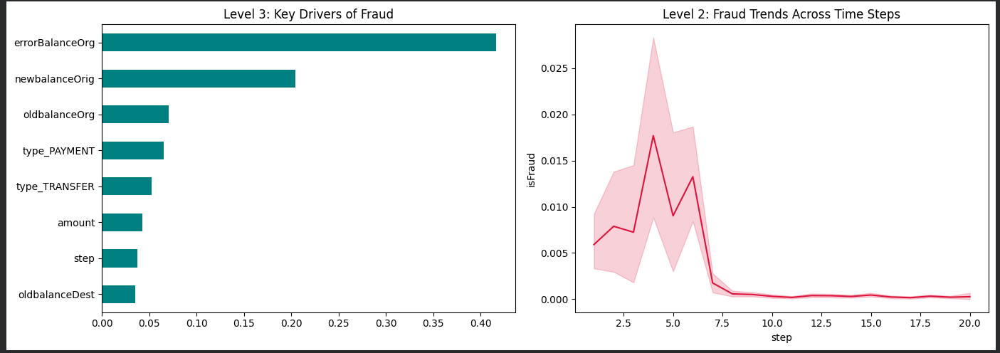 Level 3: Key Drivers of Fraud
errorBalanceOrg
newbalanceOrig
oldbalanceOrg
type_PAYMENT
type_TRANSFER
amount
step
oldbalanceDest
0.00 0.05 0.10 0.15 0.20 0.25 0.30 0.35 0.40
Level 2: Fraud Trends Across Time Steps
isFraud
0.025
0.020
0.015
0.010
0.005
0.000
2.5 5.0 7.5 10.0 12.5 15.0 17.5 20.0
step